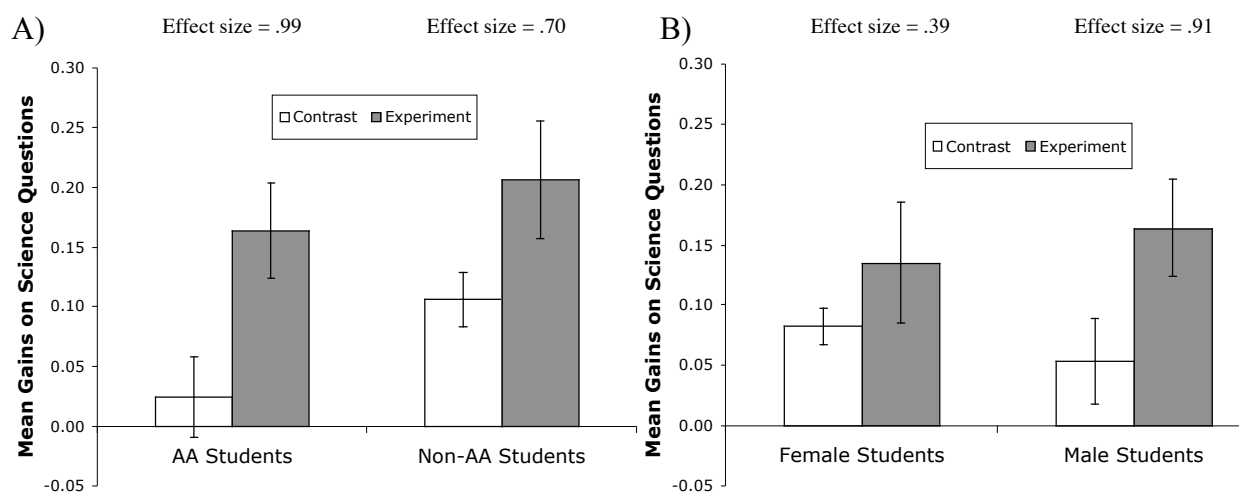 A)
Effect size = .99
Effect size = .70
Mean Gains on Science Questions
0.30
0.25
0.20
0.15
0.10
0.05
0.00
-0.05
Contrast
Experiment
AA Students
Non-AA Students
B)
Effect size = .39
Effect size = .91
Mean Gains on Science Questions
0.30
0.25
0.20
0.15
0.10
0.05
0.00
-0.05
Contrast
Experiment
Female Students
Male Students